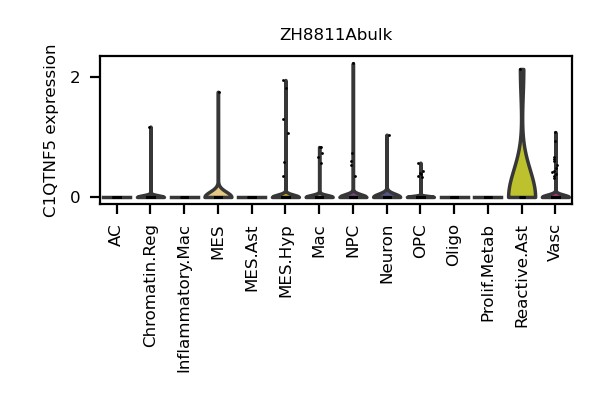 ZH8811Abulk
C1QTNF5 expression
2
0
AC
Chromatin.Reg
Inflammatory.Mac
MES
MES.Ast
MES.Hyp
Mac
NPC
Neuron
OPC
Oligo
Prolif.Metab
Reactive.Ast
Vasc